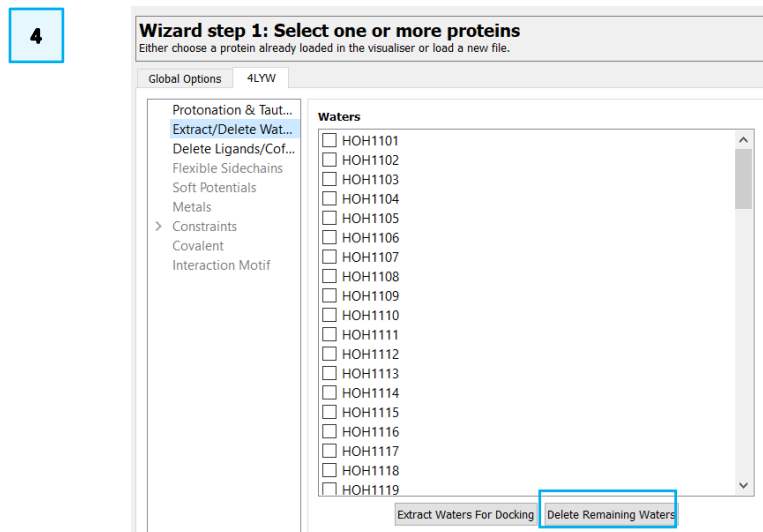 4
Wizard step 1: Select one or more proteins
Either choose a protein already loaded in the visualiser or load a new file.
Global Options
4LYW
Protonation & Taut...
Extract/Delete Wat...
Delete Ligands/Cof...
Flexible Sidechains
Soft Potentials
Metals
Constraints
Covalent
Interaction Motif
Waters
HOH1101
HOH1102
HOH1103
HOH1104
HOH1105
HOH1106
HOH1107
HOH1108
HOH1109
HOH1110
HOH1111
HOH1112
HOH1113
HOH1114
HOH1115
HOH1116
HOH1117
HOH1118
HOH1119
Extract Waters For Docking
Delete Remaining Waters